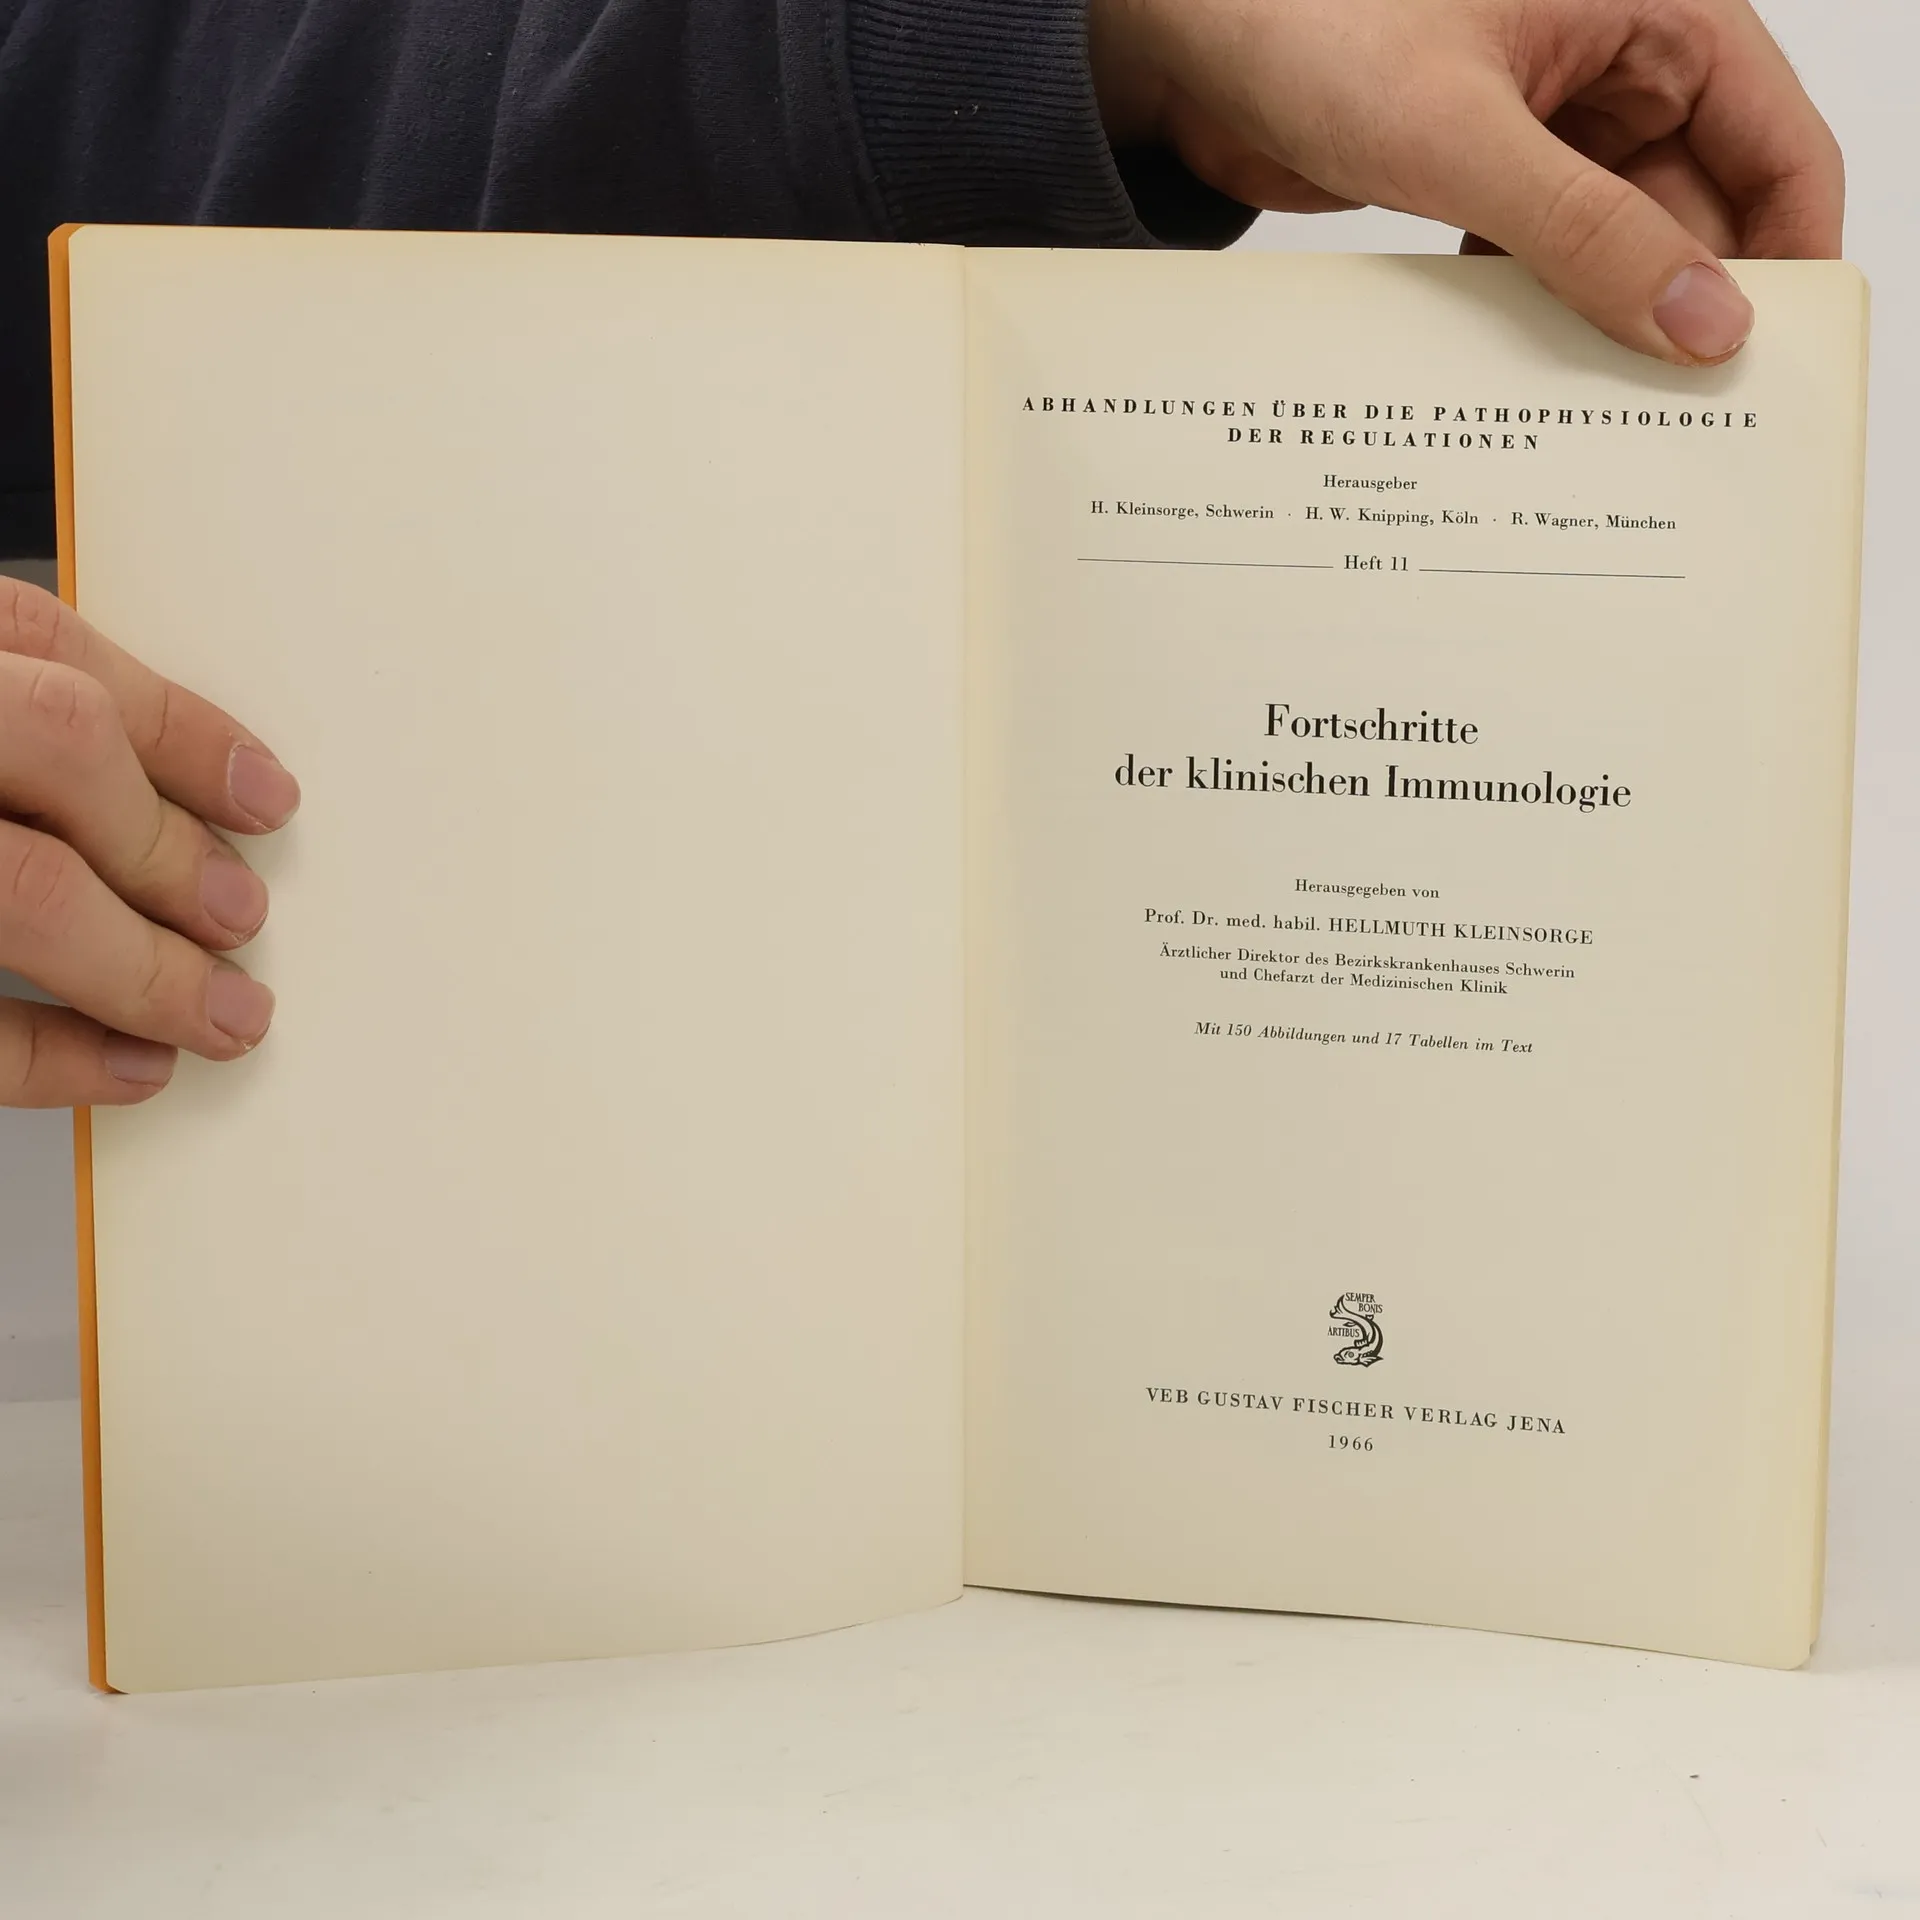 ABHANDLUNGEN ÜBER DIE PATHOPHYSIOLOGIE
DER REGULATIONEN
Herausgeber
H. Kleinsorge, Schwerin · H. W. Knipping, Köln · R. Wagner, München
Heft 11
Fortschritte
der klinischen Immunologie
Herausgegeben von
Prof. Dr. med. habil. HELLMUTH KLEINSORGE
Ärztlicher Direktor des Bezirkskrankenhauses Schwerin
und Chefarzt der Medizinischen Klinik
Mit 150 Abbildungen und 17 Tabellen im Text
SEMPER
BONIS
ARTIBUS
VEB GUSTAV FISCHER VERLAG JENA
1966